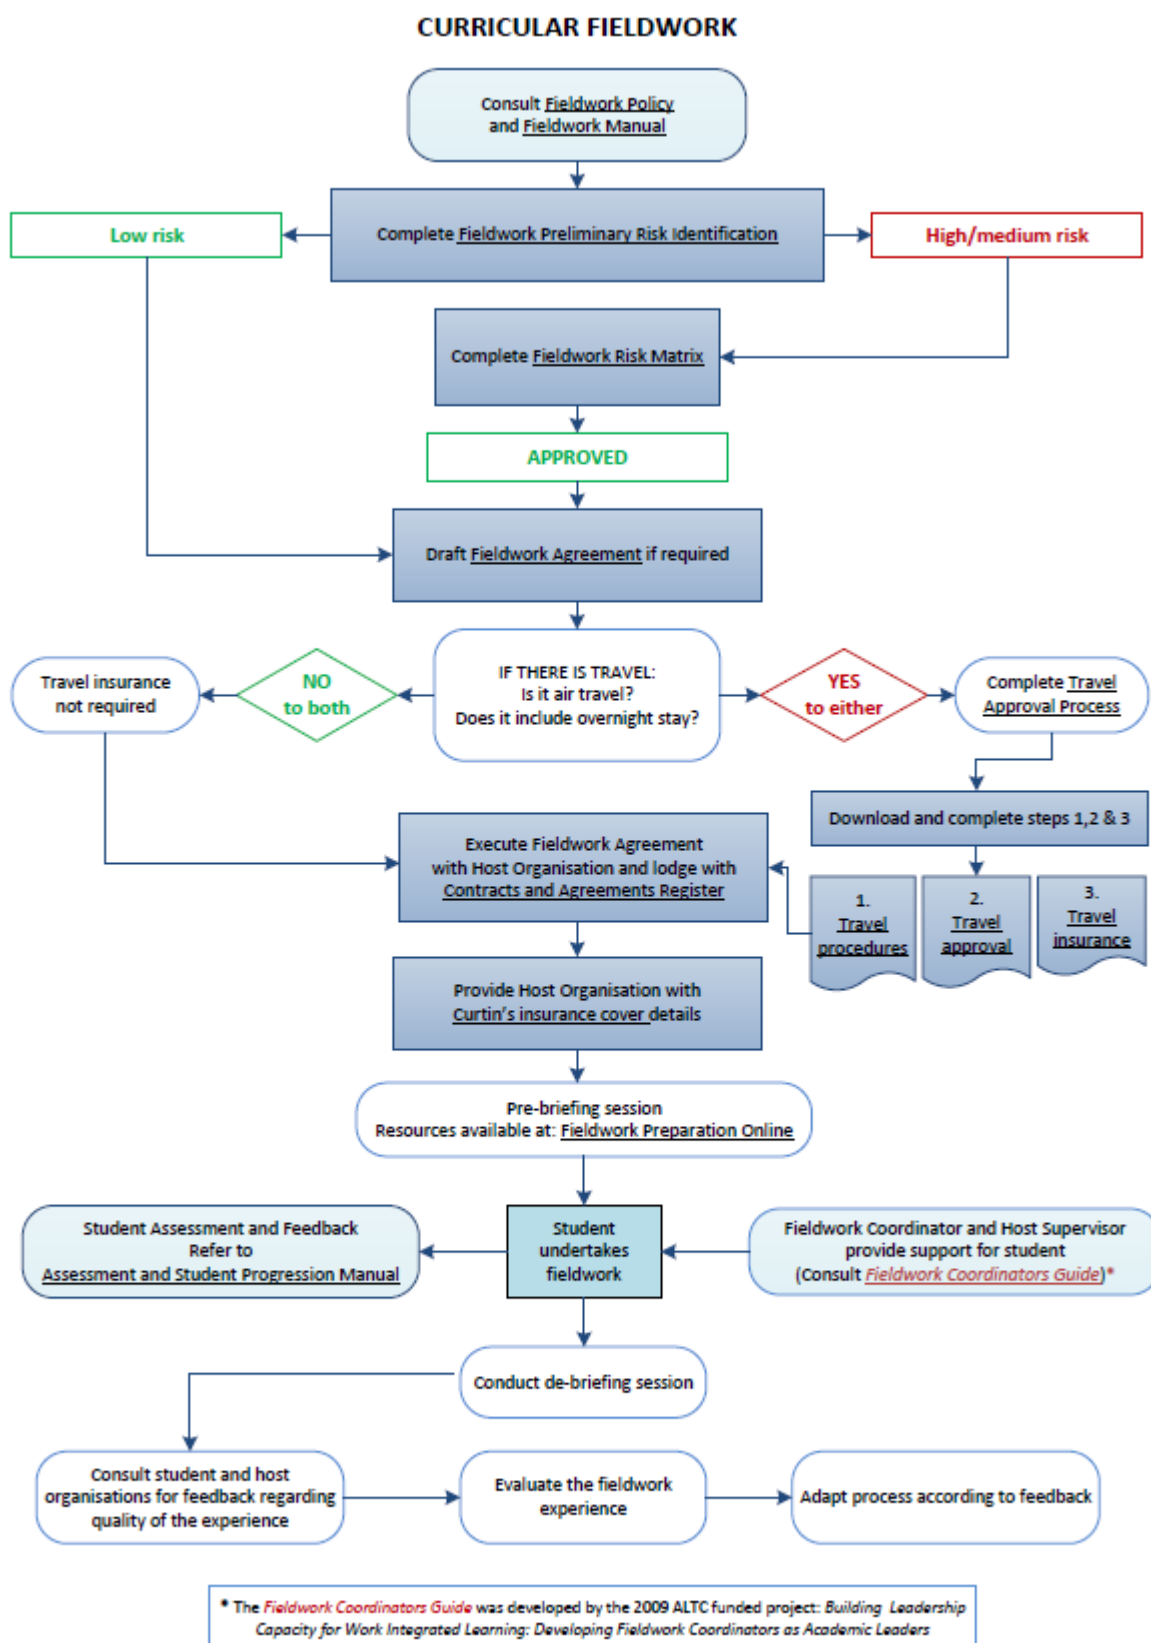 CURRICULAR FIELDWORK
Consult Fieldwork Policy
and Fieldwork Manual
Low risk
Complete Fieldwork Preliminary Risk Identification
High/medium risk
Complete Fieldwork Risk Matrix
APPROVED
Draft Fieldwork Agreement if required
Travel insurance
not required
NO
to both
IF THERE IS TRAVEL:
Is it air travel?
Does it include overnight stay?
YES
to either
Complete Travel
Approval Process
Download and complete steps 1,2 & 3
Execute Fieldwork Agreement
with Host Organisation and lodge with
Contracts and Agreements Register
1.
Travel
procedures
2.
Travel
approval
3.
Travel
insurance
Provide Host Organisation with
Curtin's insurance cover details
Pre-briefing session
Resources available at: Fieldwork Preparation Online
Student Assessment and Feedback
Refer to
Assessment and Student Progression Manual
Student
undertakes
fieldwork
Fieldwork Coordinator and Host Supervisor
provide support for student
(Consult Fieldwork Coordinators Guide)*
Conduct de-briefing session
Consult student and host
organisations for feedback regarding
quality of the experience
Evaluate the fieldwork
experience
Adapt process according to feedback
* The Fieldwork Coordinators Guide was developed by the 2009 ALTC funded project: Building Leadership
Capacity for Work Integrated Learning: Developing Fieldwork Coordinators as Academic Leaders